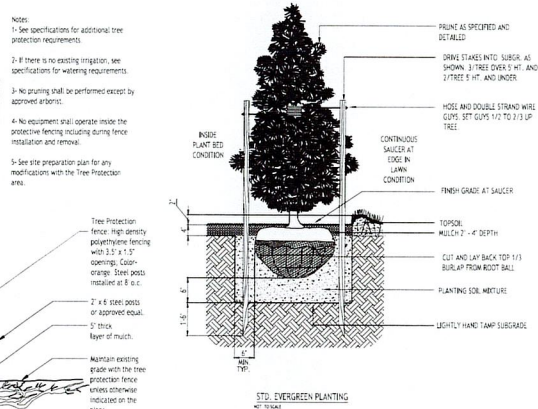 Notes:
1- See specifications for additional tree
protection requirements.
2- If there is no existing irrigation, see
specifications for watering requirements.
3- No pruning shall be performed except by
approved arborist.
4- No equipment shall operate inside the
protective fencing including during fence
installation and removal.
5- See site preparation plan for any
modifications with the Tree Protection
area.
Tree Protection
fence: High density
polyethylene fencing
with 3.5" x 1.5"
openings; Color-
orange. Steel posts
installed at 8 o.c.
2" x 6' steel posts
or approved equal.
5" thick
layer of mulch.
Maintain existing
grade with the tree
protection fence
unless otherwise
indicated on the
INSIDE
PLANT BED
CONDITION
CONTINUOUS
SAUCER AT
EDGE IN
LAWN
CONDITION
PRUNE AS SPECIFIED AND
DETAILED
DRIVE STAKES INTO SUBGR. AS
SHOWN. 3/TREE OVER 5' HT. AND
2/TREE 5' HT. AND UNDER.
HOSE AND DOUBLE STRAND WIRE
GUYS. SET GUYS 1/2 TO 2/3 UP
TREE.
FINISH GRADE AT SAUCER
TOPSOIL
MULCH 2" - 4" DEPTH
CUT AND LAY BACK TOP 1/3
BURLAP FROM ROOT BALL
PLANTING SOIL MIXTURE
LIGHTLY HAND TAMP SUBGRADE
2"
4"
6"
1'-6"
6"
MIN.
TYP.
STD. EVERGREEN PLANTING
NOT TO SCALE